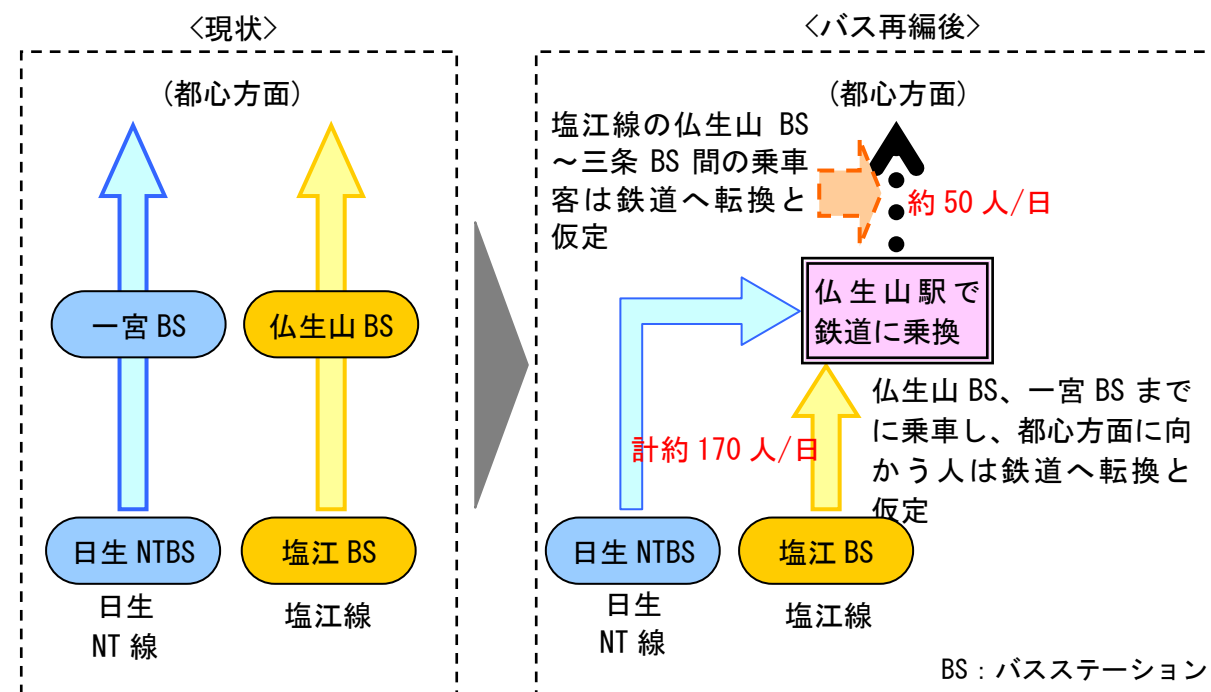 〈現状〉
(都心方面)
一宮 BS
仏生山 BS
日生 NTBS
塩江 BS
日生
NT 線
塩江線
〈バス再編後〉
(都心方面)
塩江線の仏生山 BS
～三条 BS 間の乗車
客は鉄道へ転換と
仮定
約 50 人/日
仏生山駅で
鉄道に乗換
仏生山 BS、一宮 BS まで
に乗車し、都心方面に向
かう人は鉄道へ転換と
仮定
計約 170 人/日
日生 NTBS
塩江 BS
日生
NT 線
塩江線
BS：バスステーション